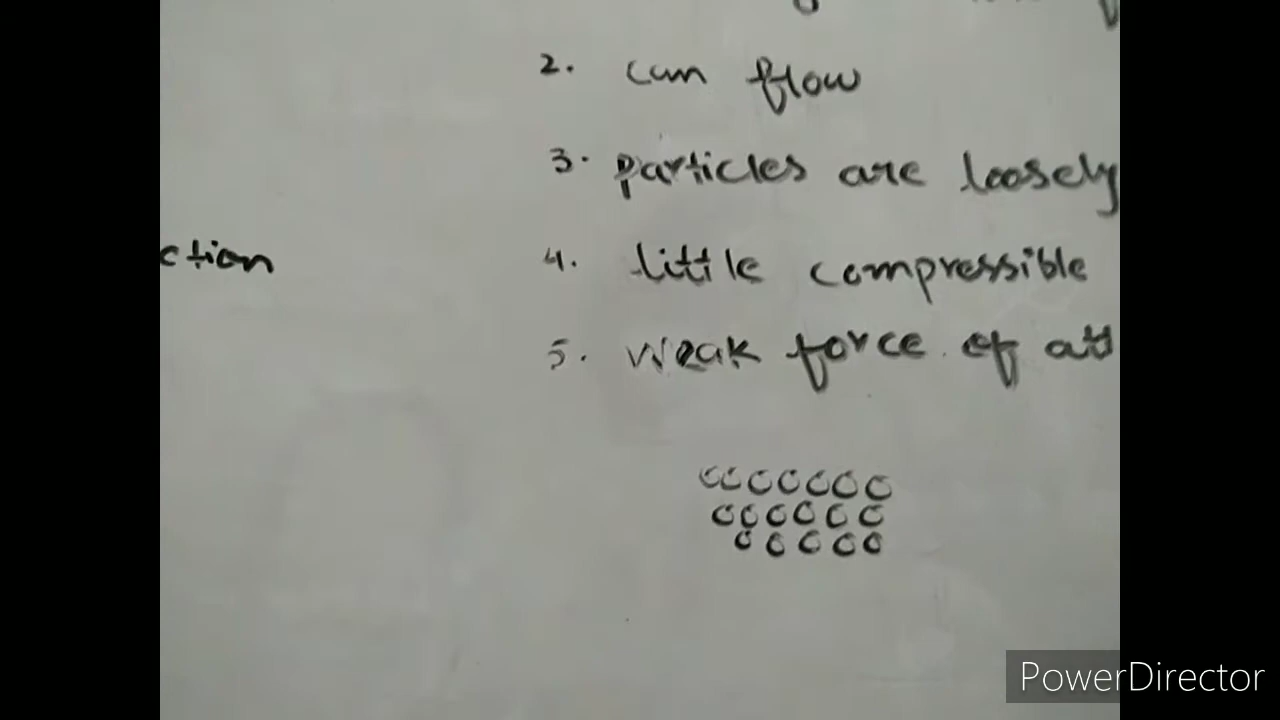 2. can flow
3. particles are loosely
ction
4. little compressible
5. weak force of att
PowerDirector